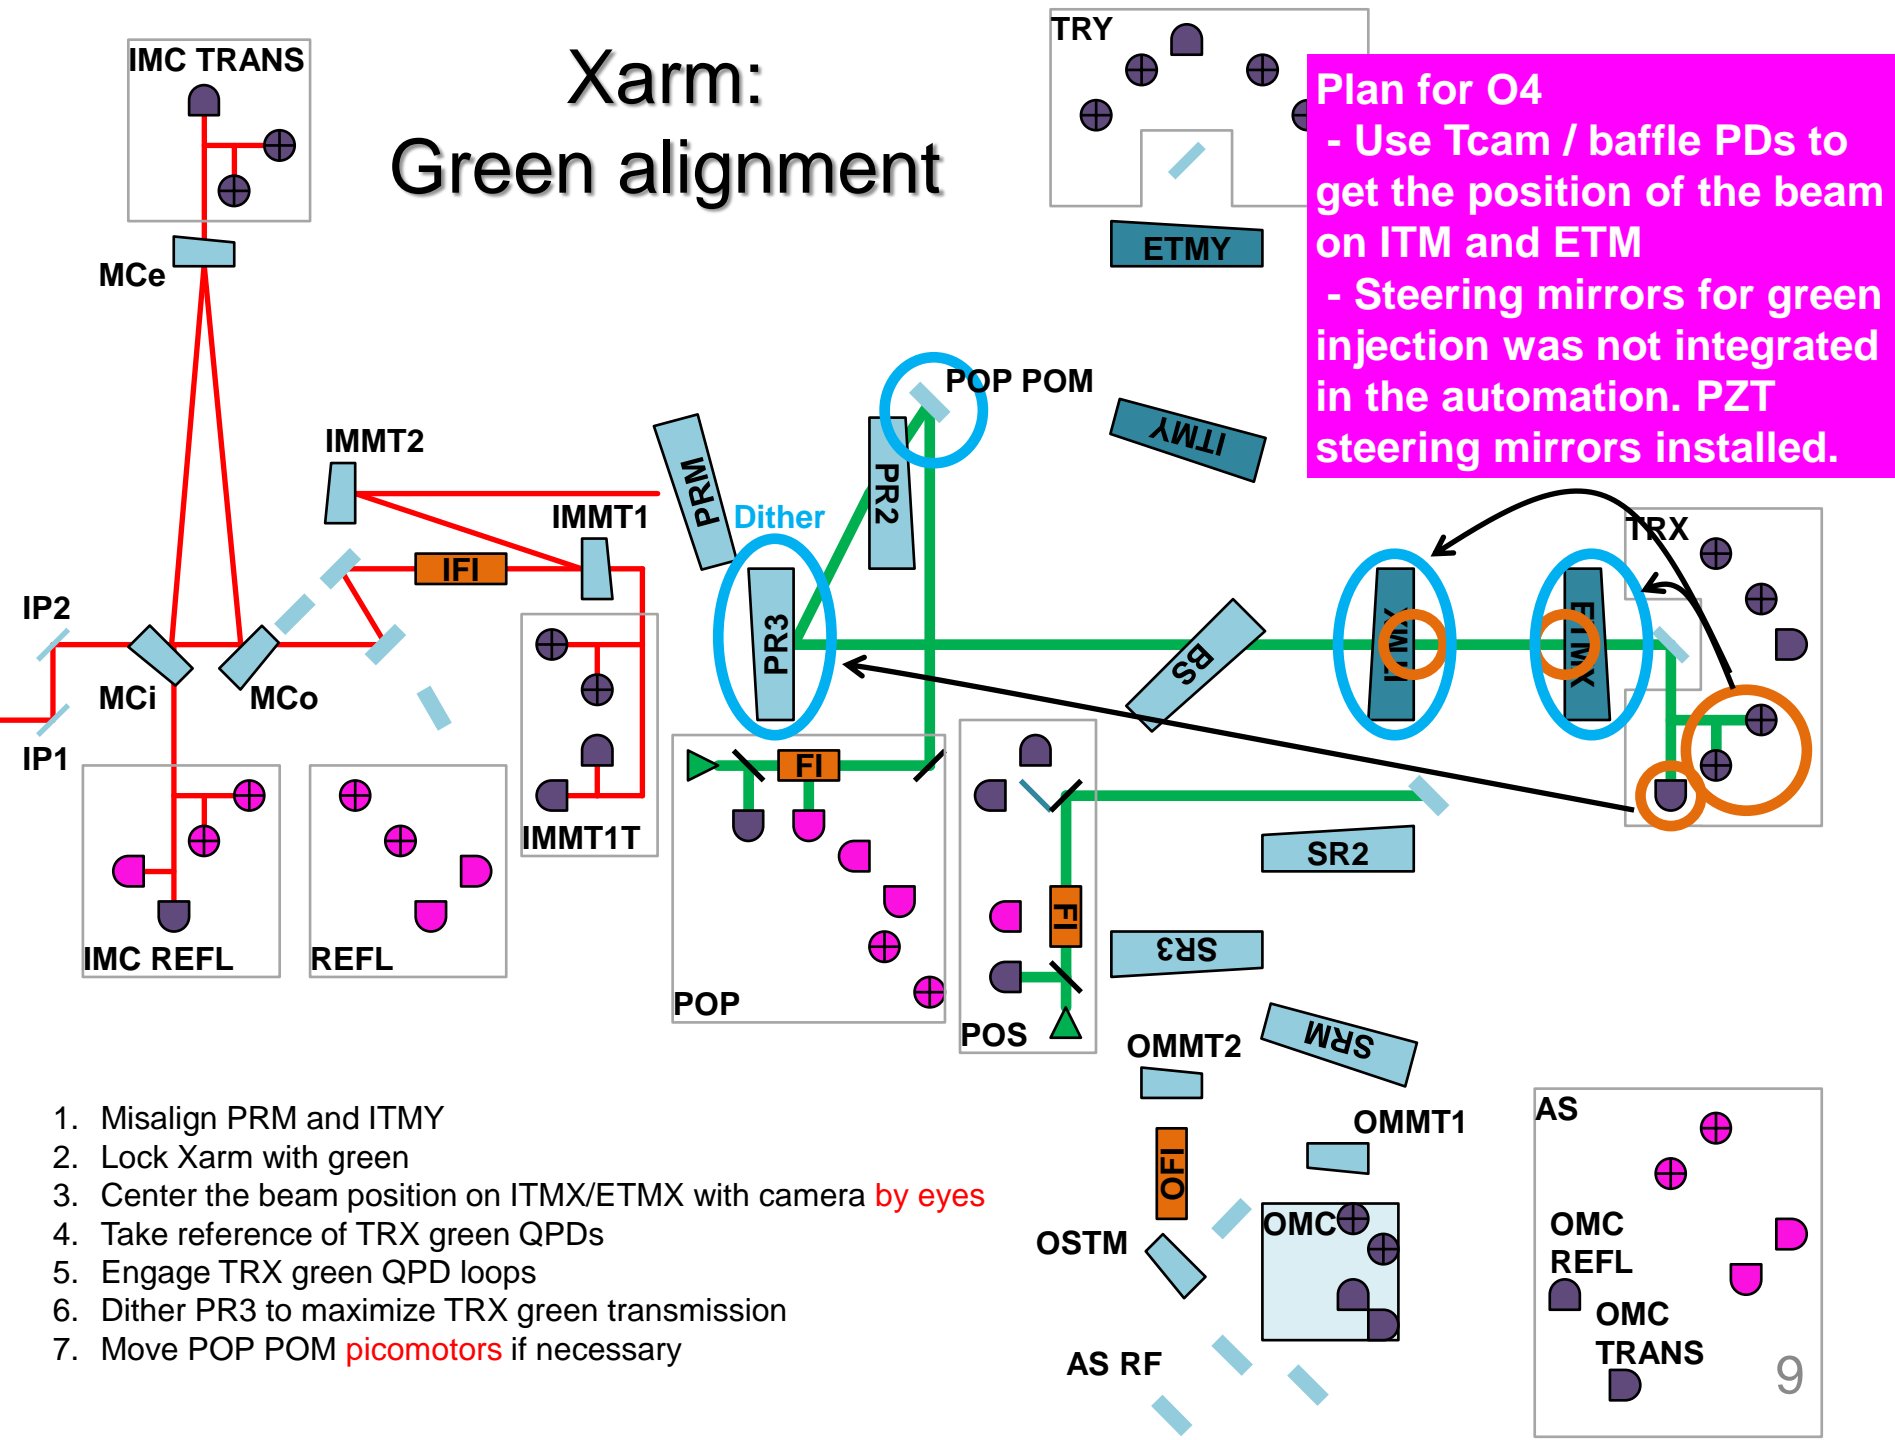 IMC TRANS
Xarm:
Green alignment
TRY
Plan for O4
- Use Tcam / baffle PDs to
get the position of the beam
on ITM and ETM
- Steering mirrors for green
injection was not integrated
in the automation. PZT
steering mirrors installed.
ETMY
MCe
POP POM
ITMY
IMMT2
PRM
PR2
IMMT1
Dither
TRX
IFI
IP2
PR3
BS
ITMX
ETMX
MCi
MCo
IP1
FI
IMMT1T
SR2
FI
IMC REFL
REFL
SR3
POP
POS
SRM
OMMT2
OMMT1
AS
1. Misalign PRM and ITMY
2. Lock Xarm with green
3. Center the beam position on ITMX/ETMX with camera by eyes
4. Take reference of TRX green QPDs
5. Engage TRX green QPD loops
6. Dither PR3 to maximize TRX green transmission
7. Move POP POM picomotors if necessary
OFI
OSTM
OMC
OMC
REFL
OMC
TRANS
AS RF
9